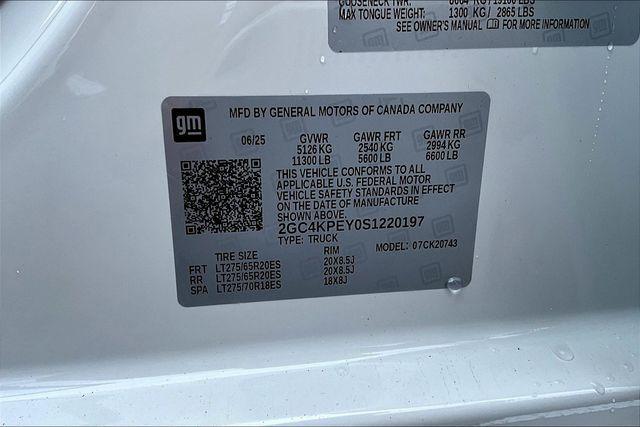 MAX TONGUE WEIGHT: 1300 KG / 2865 LBS
SEE OWNER'S MANUAL FOR MORE INFORMATION
gm
MFD BY GENERAL MOTORS OF CANADA COMPANY
06/25 GVWR GAWR FRT GAWR RR
5126 KG 2540 KG 2994 KG
11300 LB 5600 LB 6600 LB
THIS VEHICLE CONFORMS TO ALL
APPLICABLE U.S. FEDERAL MOTOR
VEHICLE SAFETY STANDARDS IN EFFECT
ON THE DATE OF MANUFACTURE
SHOWN ABOVE.
2GC4KPEY0S1220197
TYPE: TRUCK MODEL: 07CK20743
TIRE SIZE RIM
FRT LT275/65R20ES 20X8.5J
RR LT275/65R20ES 20X8.5J
SPA LT275/70R18ES 18X8J